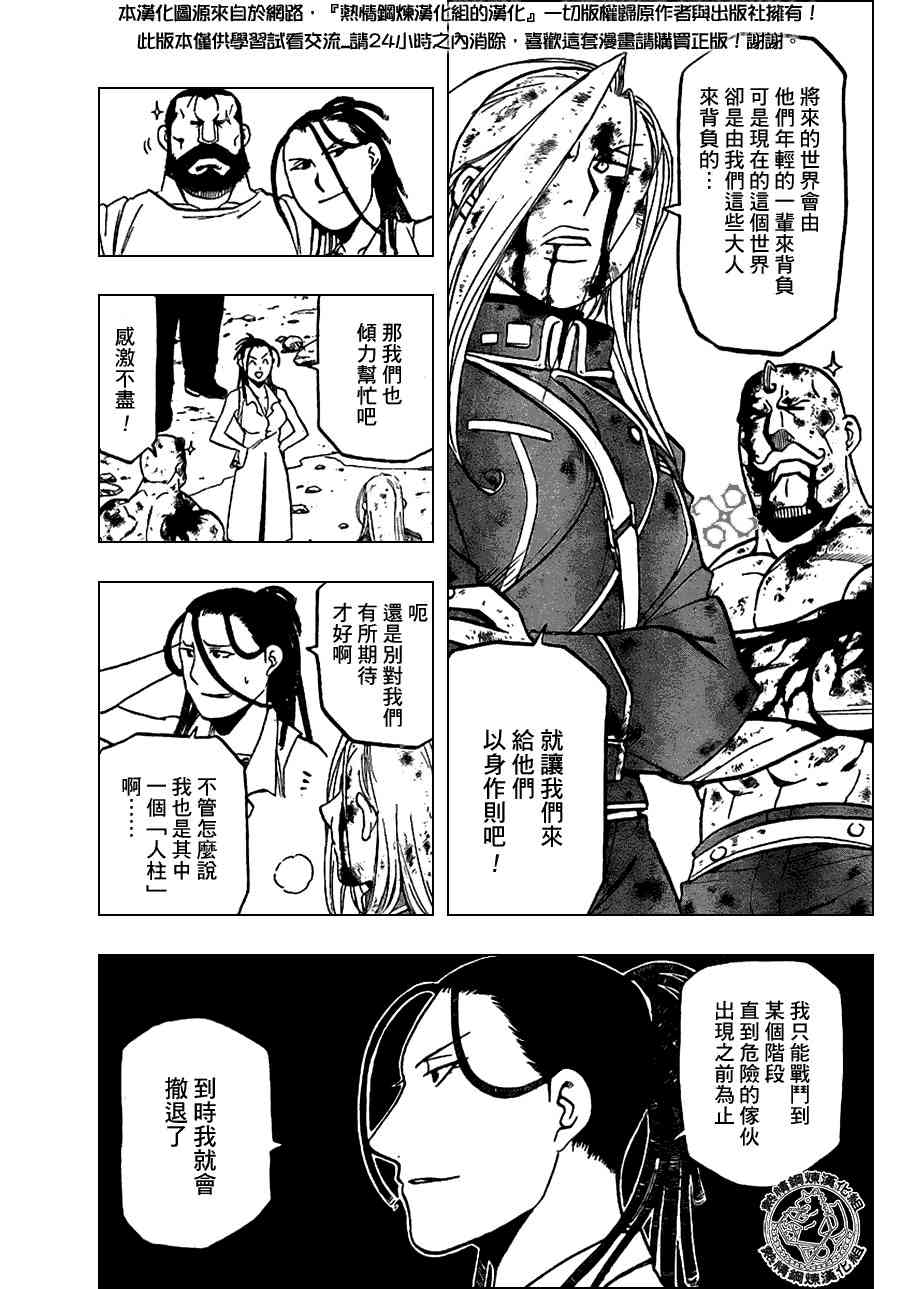 本漢化圖源來自於網路，『熱情鋼煉漢化組的漢化』一切版權歸原作者與出版社擁有！
此版本僅供學習試看交流_請24小時之內消除，喜歡這套漫畫請購買正版！謝謝。
將來的世界會由
他們年輕的一輩來背負
可是現在的這個世界
卻是由我們這些大人
來背負的…
就讓我們來
給他們
以身作則吧！
那我們也
傾力幫忙吧
感激不盡！
呃
還是別對我們
有所期待
才好啊
不管怎麼說
我也是其中
一個「人柱」
啊……
我只能戰鬥到
某個階段
直到危險的傢伙
出現之前為止
到時我就會
撤退了
熱情鋼煉漢化組
熱情鋼煉漢化組